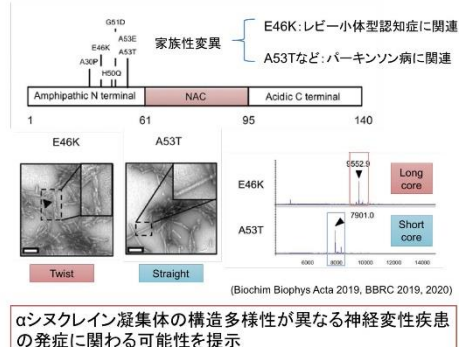 G51D
A53E
E46K
A53T
A30P
H50Q
家族性変異
E46K：レビー小体型認知症に関連
A53Tなど：パーキンソン病に関連
Amphipathic N terminal
NAC
Acidic C terminal
1
61
95
140
E46K
A53T
Twist
Straight
9552.9
E46K
Long
core
7901.0
A53T
Short
core
6000 8000 10000 12000 14000
(Biochim Biophys Acta 2019, BBRC 2019, 2020)
αシヌクレイン凝集体の構造多様性が異なる神経変性疾患
の発症に関わる可能性を提示